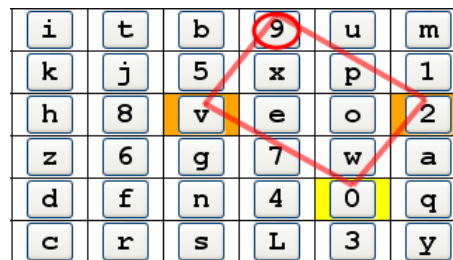 i t b 9 u m
k j 5 x p 1
h 8 v e o 2
z 6 g 7 w a
d f n 4 0 q
c r s L 3 y